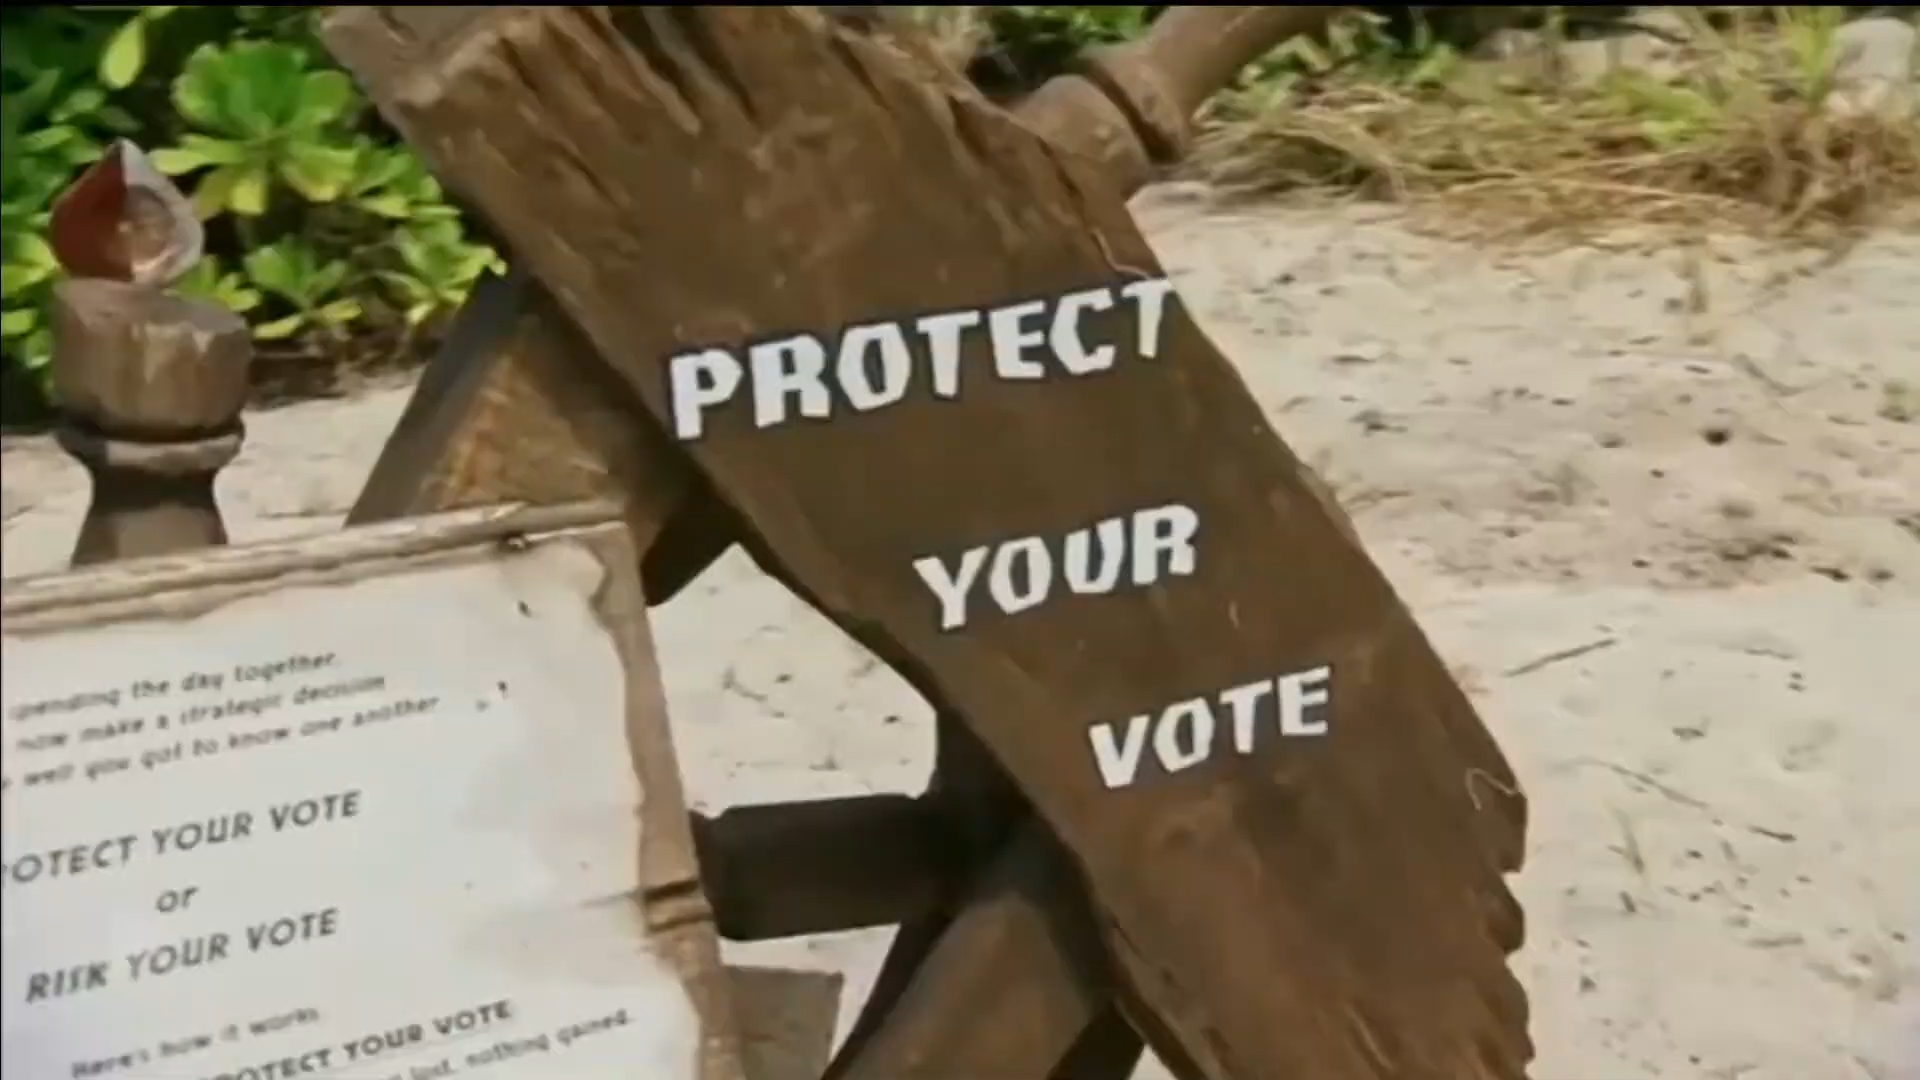 PROTECT
YOUR
VOTE
spending the day together,
now make a strategic decision
well you got to know one another
PROTECT YOUR VOTE
or
RISK YOUR VOTE
Here's how it works
PROTECT YOUR VOTE
lost, nothing gained.